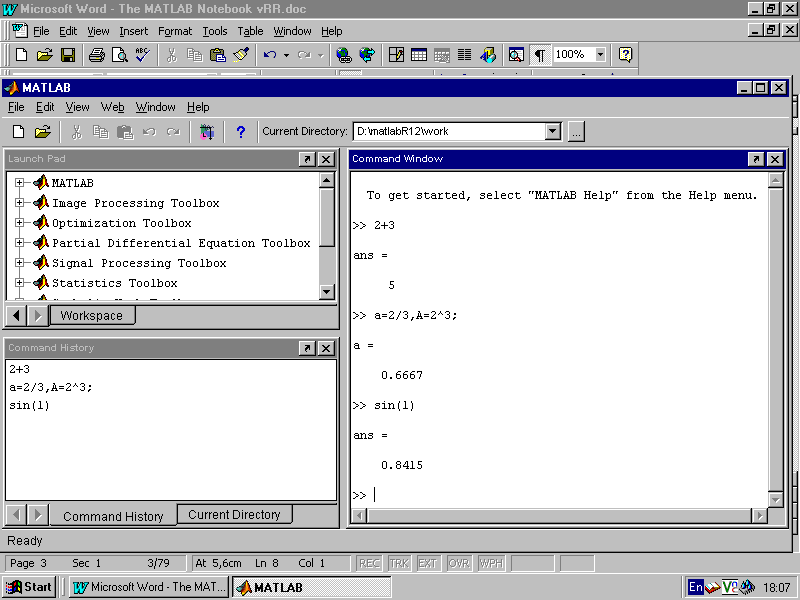 Microsoft Word - The MATLAB Notebook vRR.doc
File Edit View Insert Format Tools Table Window Help
ABC
100%
MATLAB
File Edit View Web Window Help
Current Directory: D:\matlabR12\work ...
Launch Pad
MATLAB
Image Processing Toolbox
Optimization Toolbox
Partial Differential Equation Toolbox
Signal Processing Toolbox
Statistics Toolbox
Workspace
Command History
2+3
a=2/3,A=2^3;
sin(1)
Command History Current Directory
Command Window
To get started, select "MATLAB Help" from the Help menu.
>> 2+3
ans =
5
>> a=2/3,A=2^3;
a =
0.6667
>> sin(1)
ans =
0.8415
>>
Ready
Page 3 Sec 1 3/79 At 5,6cm Ln 8 Col 1 REC TRK EXT OVR WPH
Start Microsoft Word - The MAT... MATLAB En 18:07